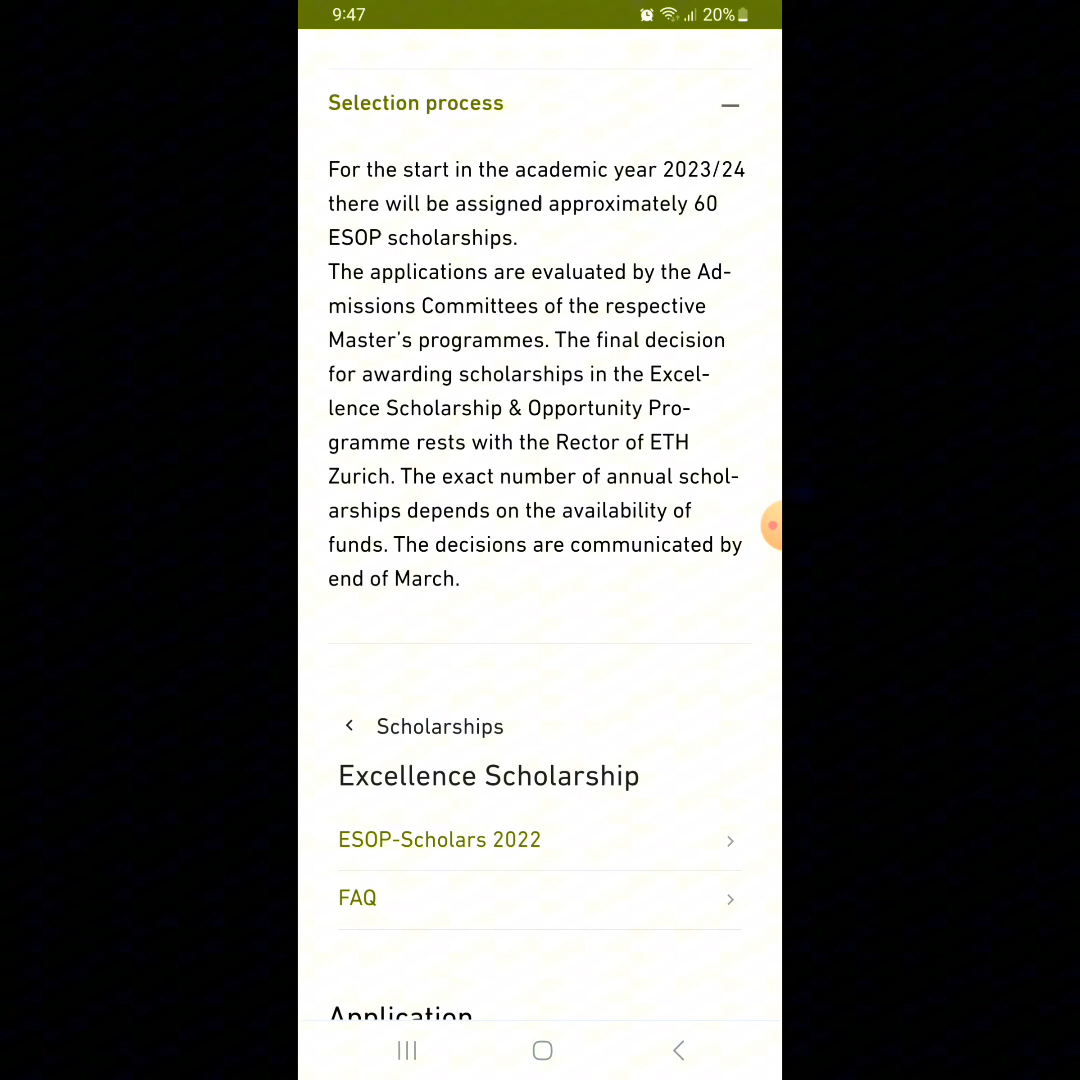 9:47
20%
Selection process
For the start in the academic year 2023/24
there will be assigned approximately 60
ESOP scholarships.
The applications are evaluated by the Ad-
missions Committees of the respective
Master's programmes. The final decision
for awarding scholarships in the Excel-
lence Scholarship & Opportunity Pro-
gramme rests with the Rector of ETH
Zurich. The exact number of annual schol-
arships depends on the availability of
funds. The decisions are communicated by
end of March.
Scholarships
Excellence Scholarship
ESOP-Scholars 2022
FAQ
Application